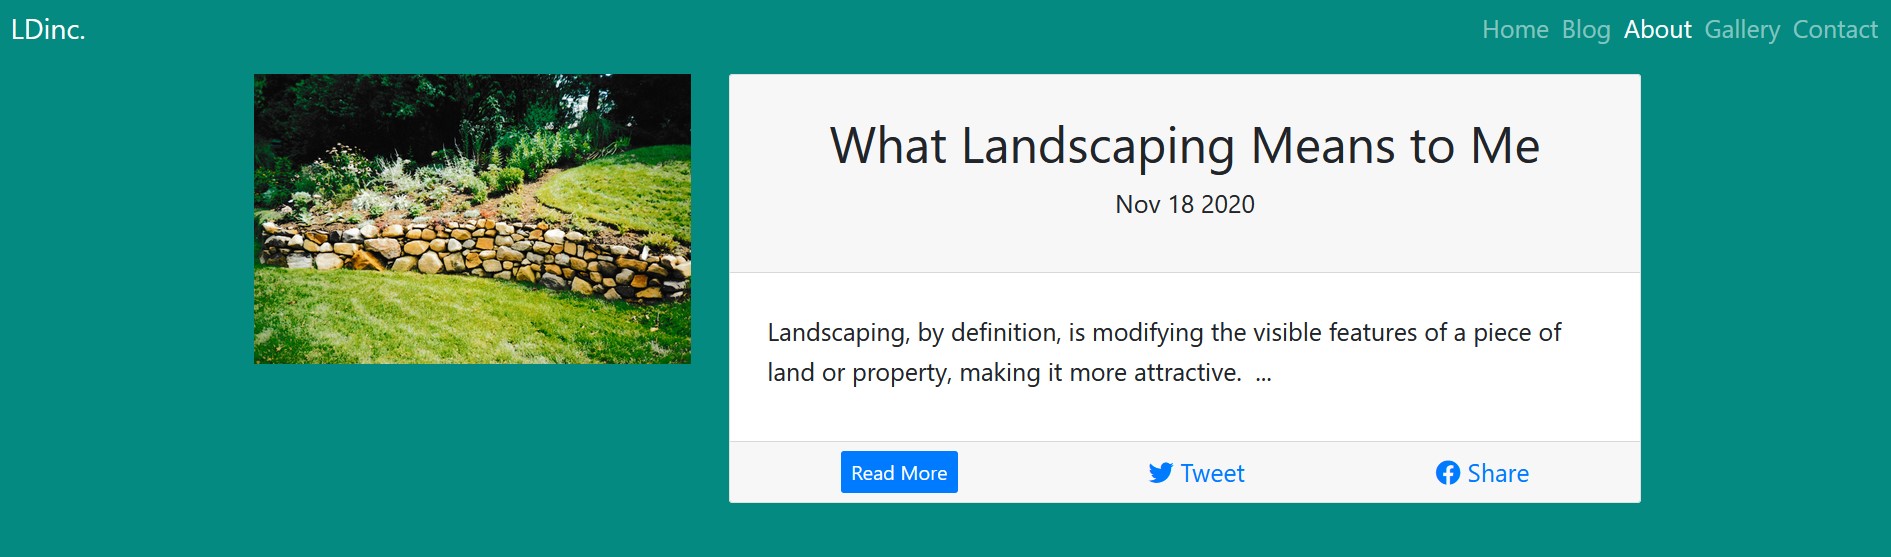 LDinc.
Home Blog About Gallery Contact
What Landscaping Means to Me
Nov 18 2020
Landscaping, by definition, is modifying the visible features of a piece of
land or property, making it more attractive. ...
Read More Tweet Share